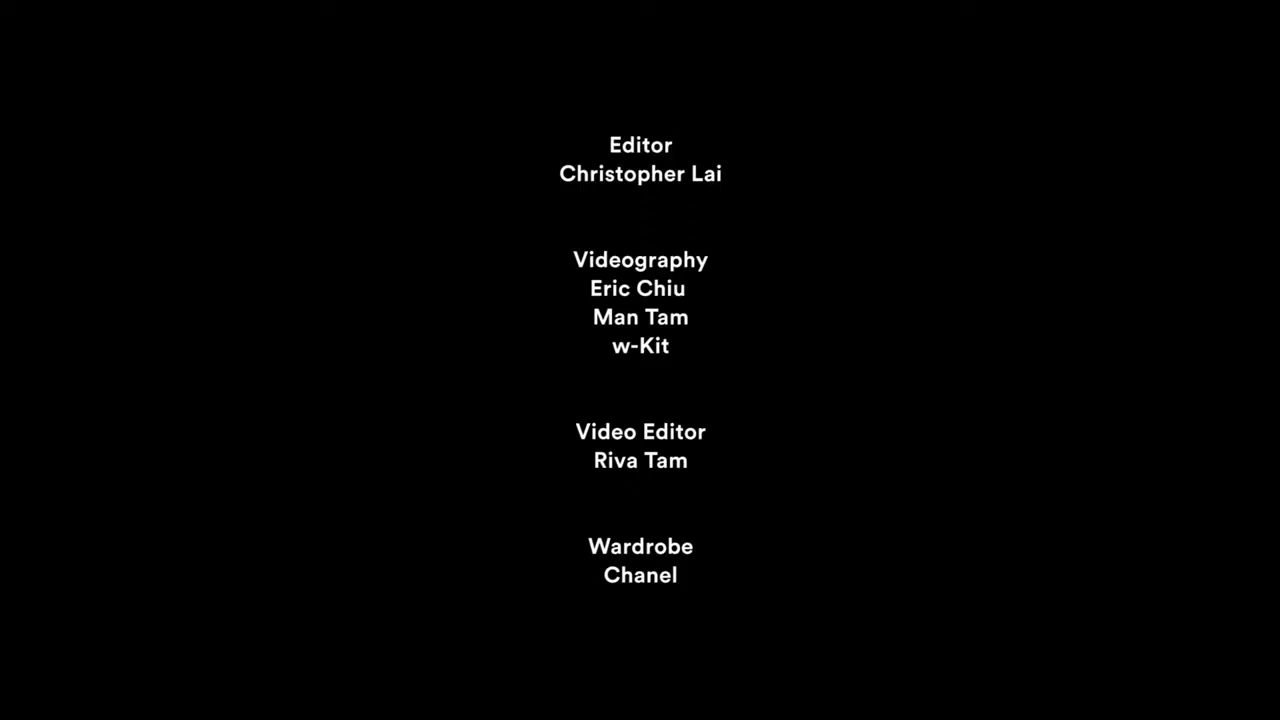 Editor
Christopher Lai
Videography
Eric Chiu
Man Tam
w-Kit
Video Editor
Riva Tam
Wardrobe
Chanel